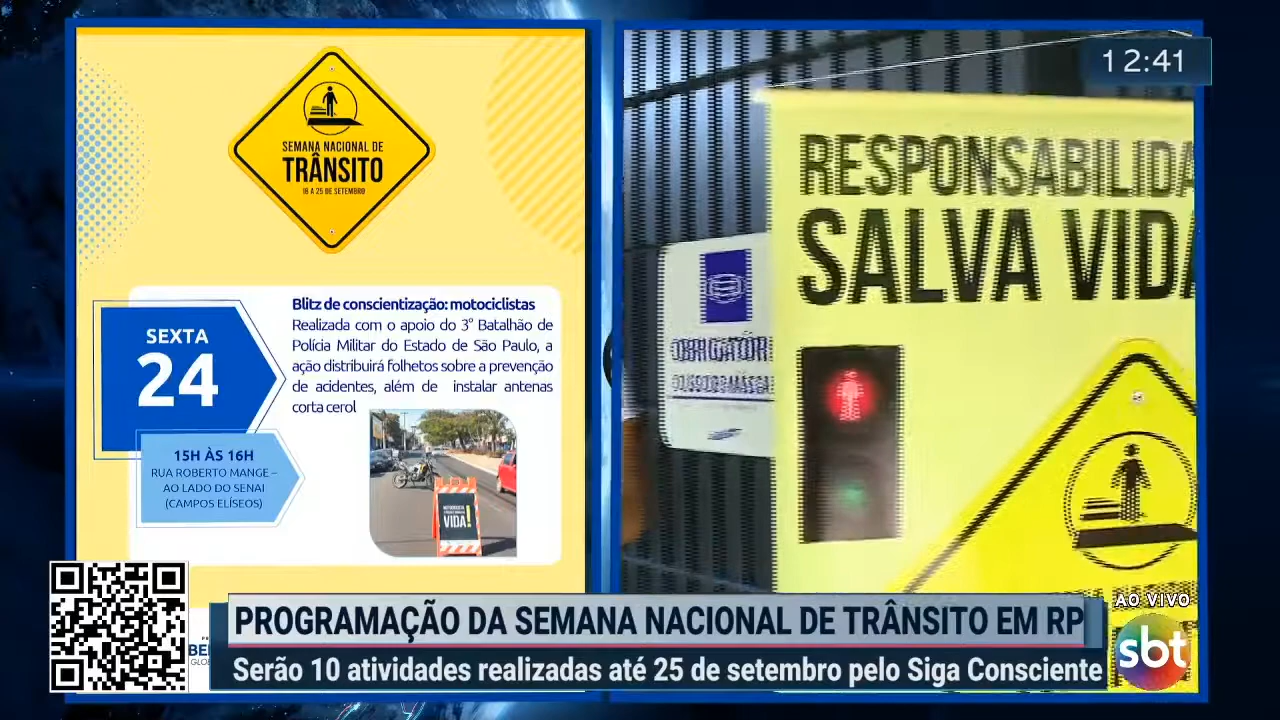 12:41
SEMANA NACIONAL DE
TRÂNSITO
18 A 25 DE SETEMBRO
Blitz de conscientização: motociclistas
Realizada com o apoio do 3° Batalhão de
Polícia Militar do Estado de São Paulo, a
ação distribuirá folhetos sobre a prevenção
de acidentes, além de instalar antenas
corta cerol
SEXTA
24
15H ÀS 16H
RUA ROBERTO MANGE –
AO LADO DO SENAI
(CAMPOS ELÍSEOS)
VIDA!
RESPONSABILIDA
SALVA VIDA
OBRIGATÓRI
PROGRAMAÇÃO DA SEMANA NACIONAL DE TRÂNSITO EM RP
Serão 10 atividades realizadas até 25 de setembro pelo Siga Consciente
AO VIVO
sbt